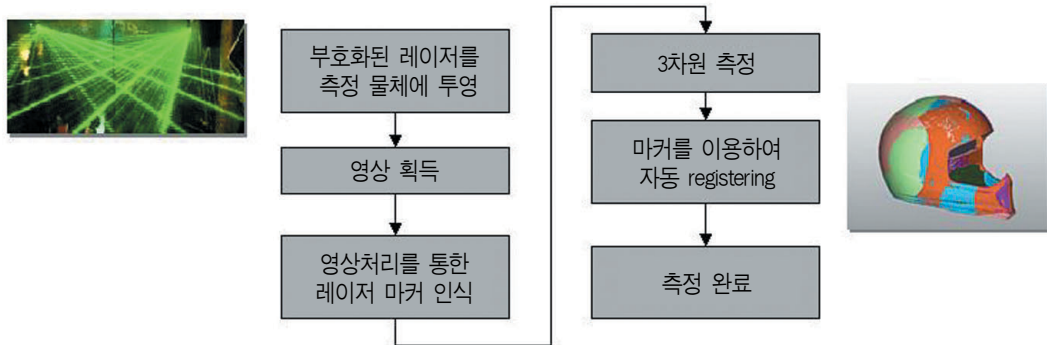 부호화된 레이저를
측정 물체에 투영
영상 획득
영상처리를 통한
레이저 마커 인식
3차원 측정
마커를 이용하여
자동 registering
측정 완료